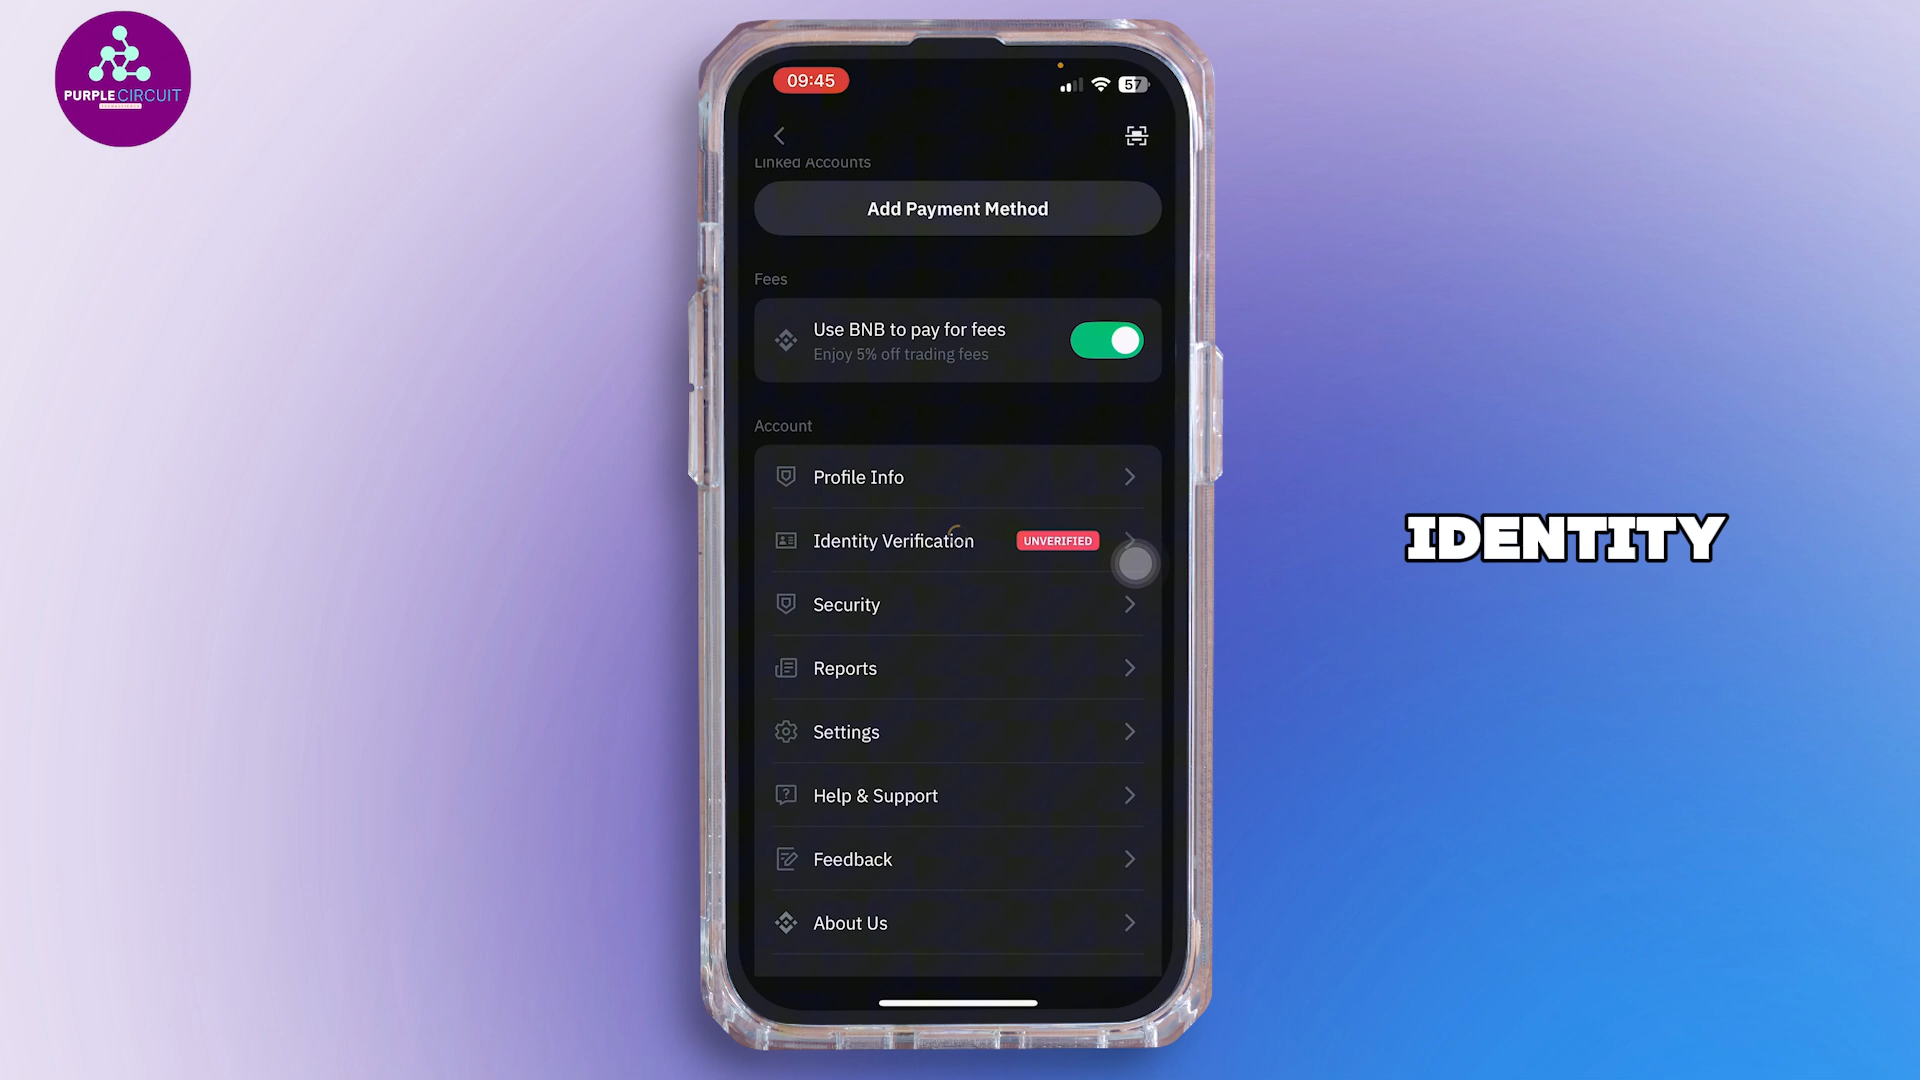 PURPLE CIRCUIT
09:45
57
Linked Accounts
Add Payment Method
Fees
Use BNB to pay for fees
Enjoy 5% off trading fees
Account
Profile Info
Identity Verification
UNVERIFIED
Security
Reports
Settings
Help & Support
Feedback
About Us
IDENTITY